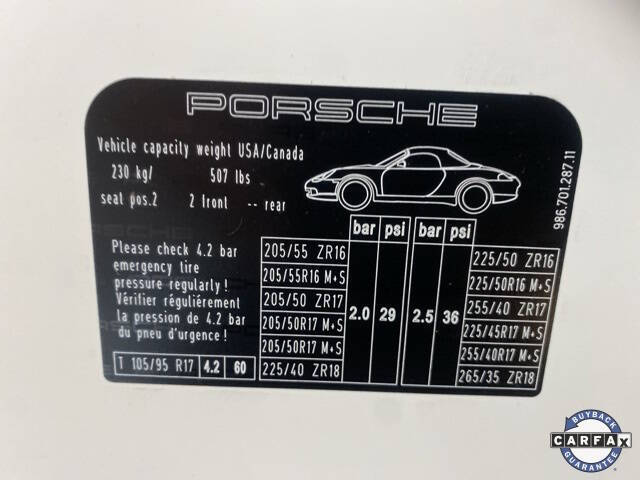 PORSCHE
Vehicle capacity weight USA/Canada
230 kg/ 507 lbs
seat pos.2 2 front -- rear
986.701.287.11
bar psi bar psi
Please check 4.2 bar
emergency tire
pressure regularly!
Vérifier régulièrement
la pression de 4.2 bar
du pneu d'urgence!
T 105/95 R17 4.2 60
205/55 ZR16
205/55R16 M+S
205/50 ZR17
205/50R17 M+S
205/50R17 M+S
225/40 ZR18
2.0 29 2.5 36
225/50 ZR16
225/50R16 M+S
255/40 ZR17
225/45R17 M+S
255/40R17 M+S
265/35 ZR18
BUYBACK
CARFAX
GUARANTEE